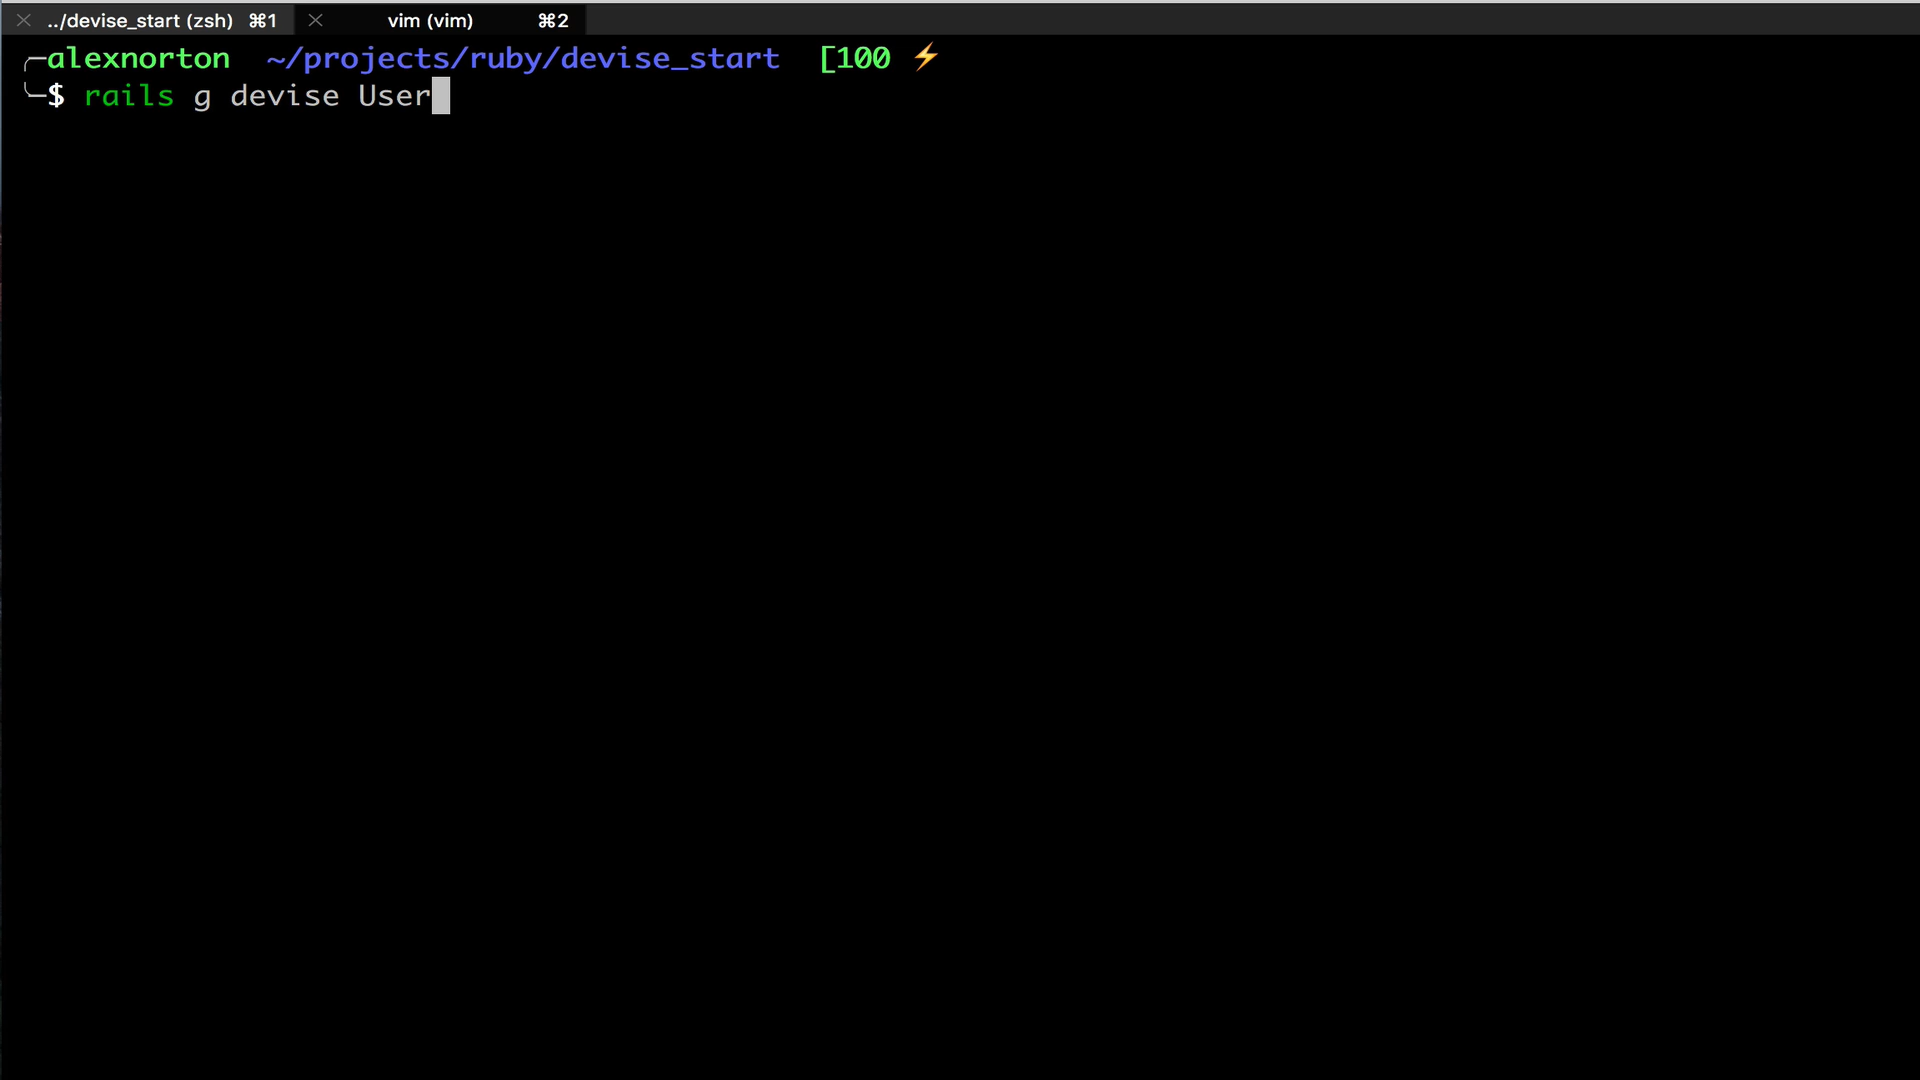 ../devise_start (zsh) ⌘1 vim (vim) ⌘2
alexnorton ~/projects/ruby/devise_start [100 ⚡
$ rails g devise User